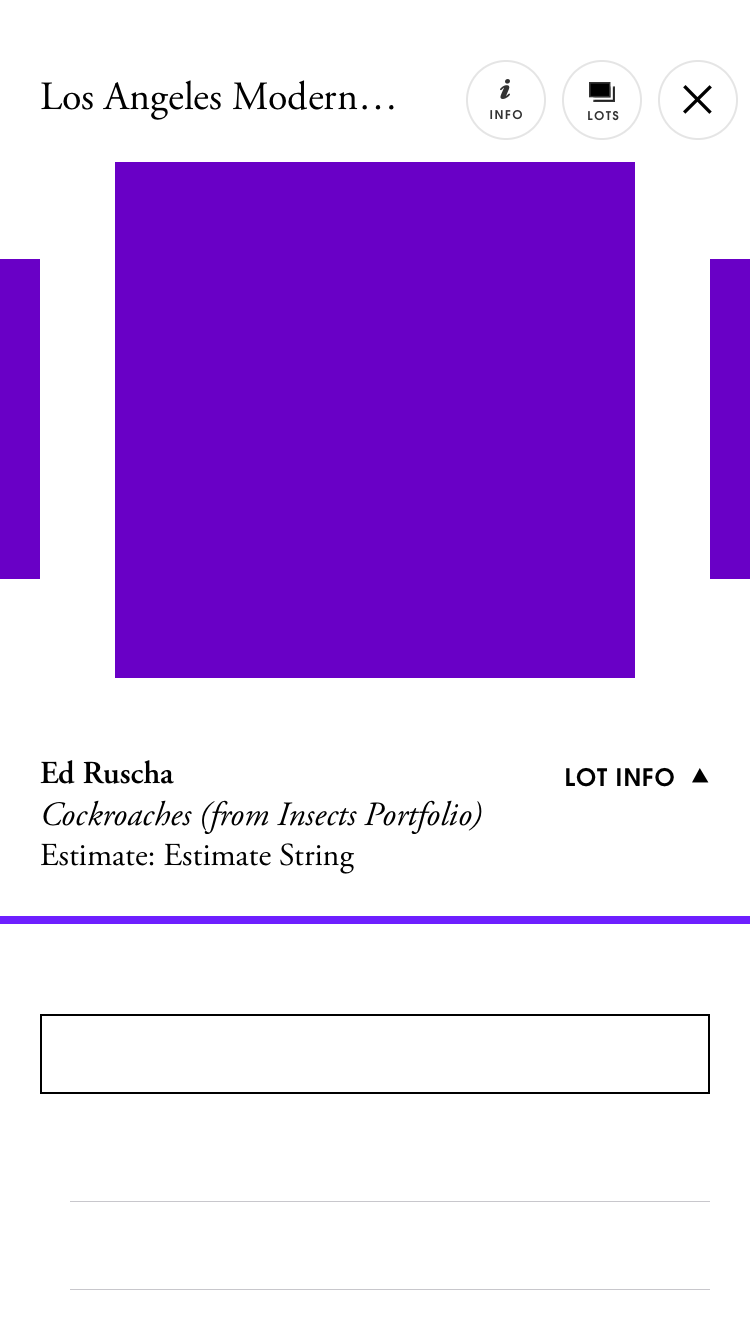 Los Angeles Modern…
INFO
LOTS
Ed Ruscha
LOT INFO ▲
Cockroaches (from Insects Portfolio)
Estimate: Estimate String